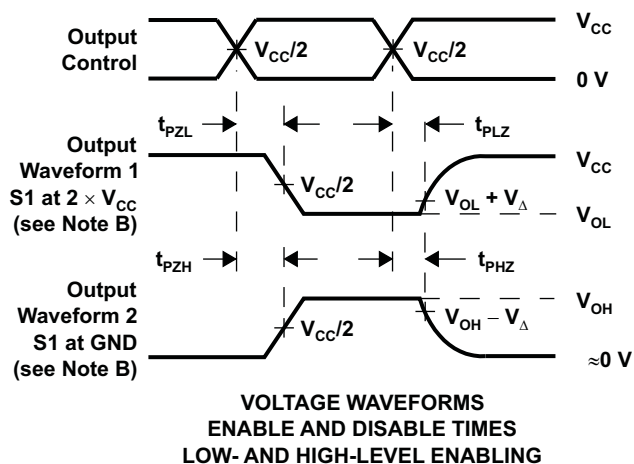 Output
Control
V_CC/2
V_CC/2
V_CC
0 V
t_PZL
t_PLZ
Output
Waveform 1
S1 at 2 × V_CC
(see Note B)
V_CC/2
V_CC
V_OL + V_Δ
V_OL
t_PZH
t_PHZ
Output
Waveform 2
S1 at GND
(see Note B)
V_CC/2
V_OH
V_OH − V_Δ
≈0 V
VOLTAGE WAVEFORMS
ENABLE AND DISABLE TIMES
LOW- AND HIGH-LEVEL ENABLING